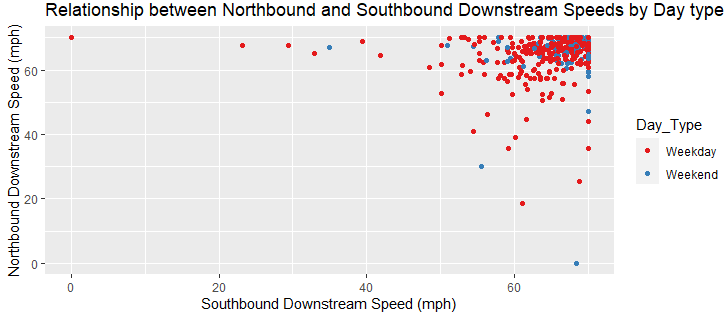 Relationship between Northbound and Southbound Downstream Speeds by Day type
Northbound Downstream Speed (mph)
60
40
20
0
0 20 40 60
Southbound Downstream Speed (mph)
Day_Type
Weekday
Weekend